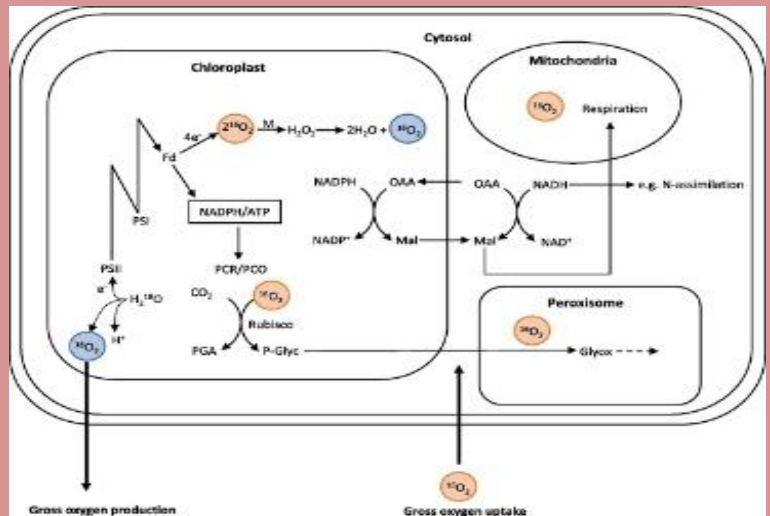 Cytosol
Chloroplast
Mitochondria
Respiration
4e⁻
M
H₂O₂
2H₂O +
Fd
PSI
PSII
NADPH/ATP
NADPH
OAA
OAA
NADH
e.g. N-assimilation
NADP⁺
Mal
Mal
NAD⁺
PCR/PCO
CO₂
Rubisco
PGA
P-Glyc
e⁻
H₂¹⁸O
H⁺
Peroxisome
Glyox
Gross oxygen production
Gross oxygen uptake